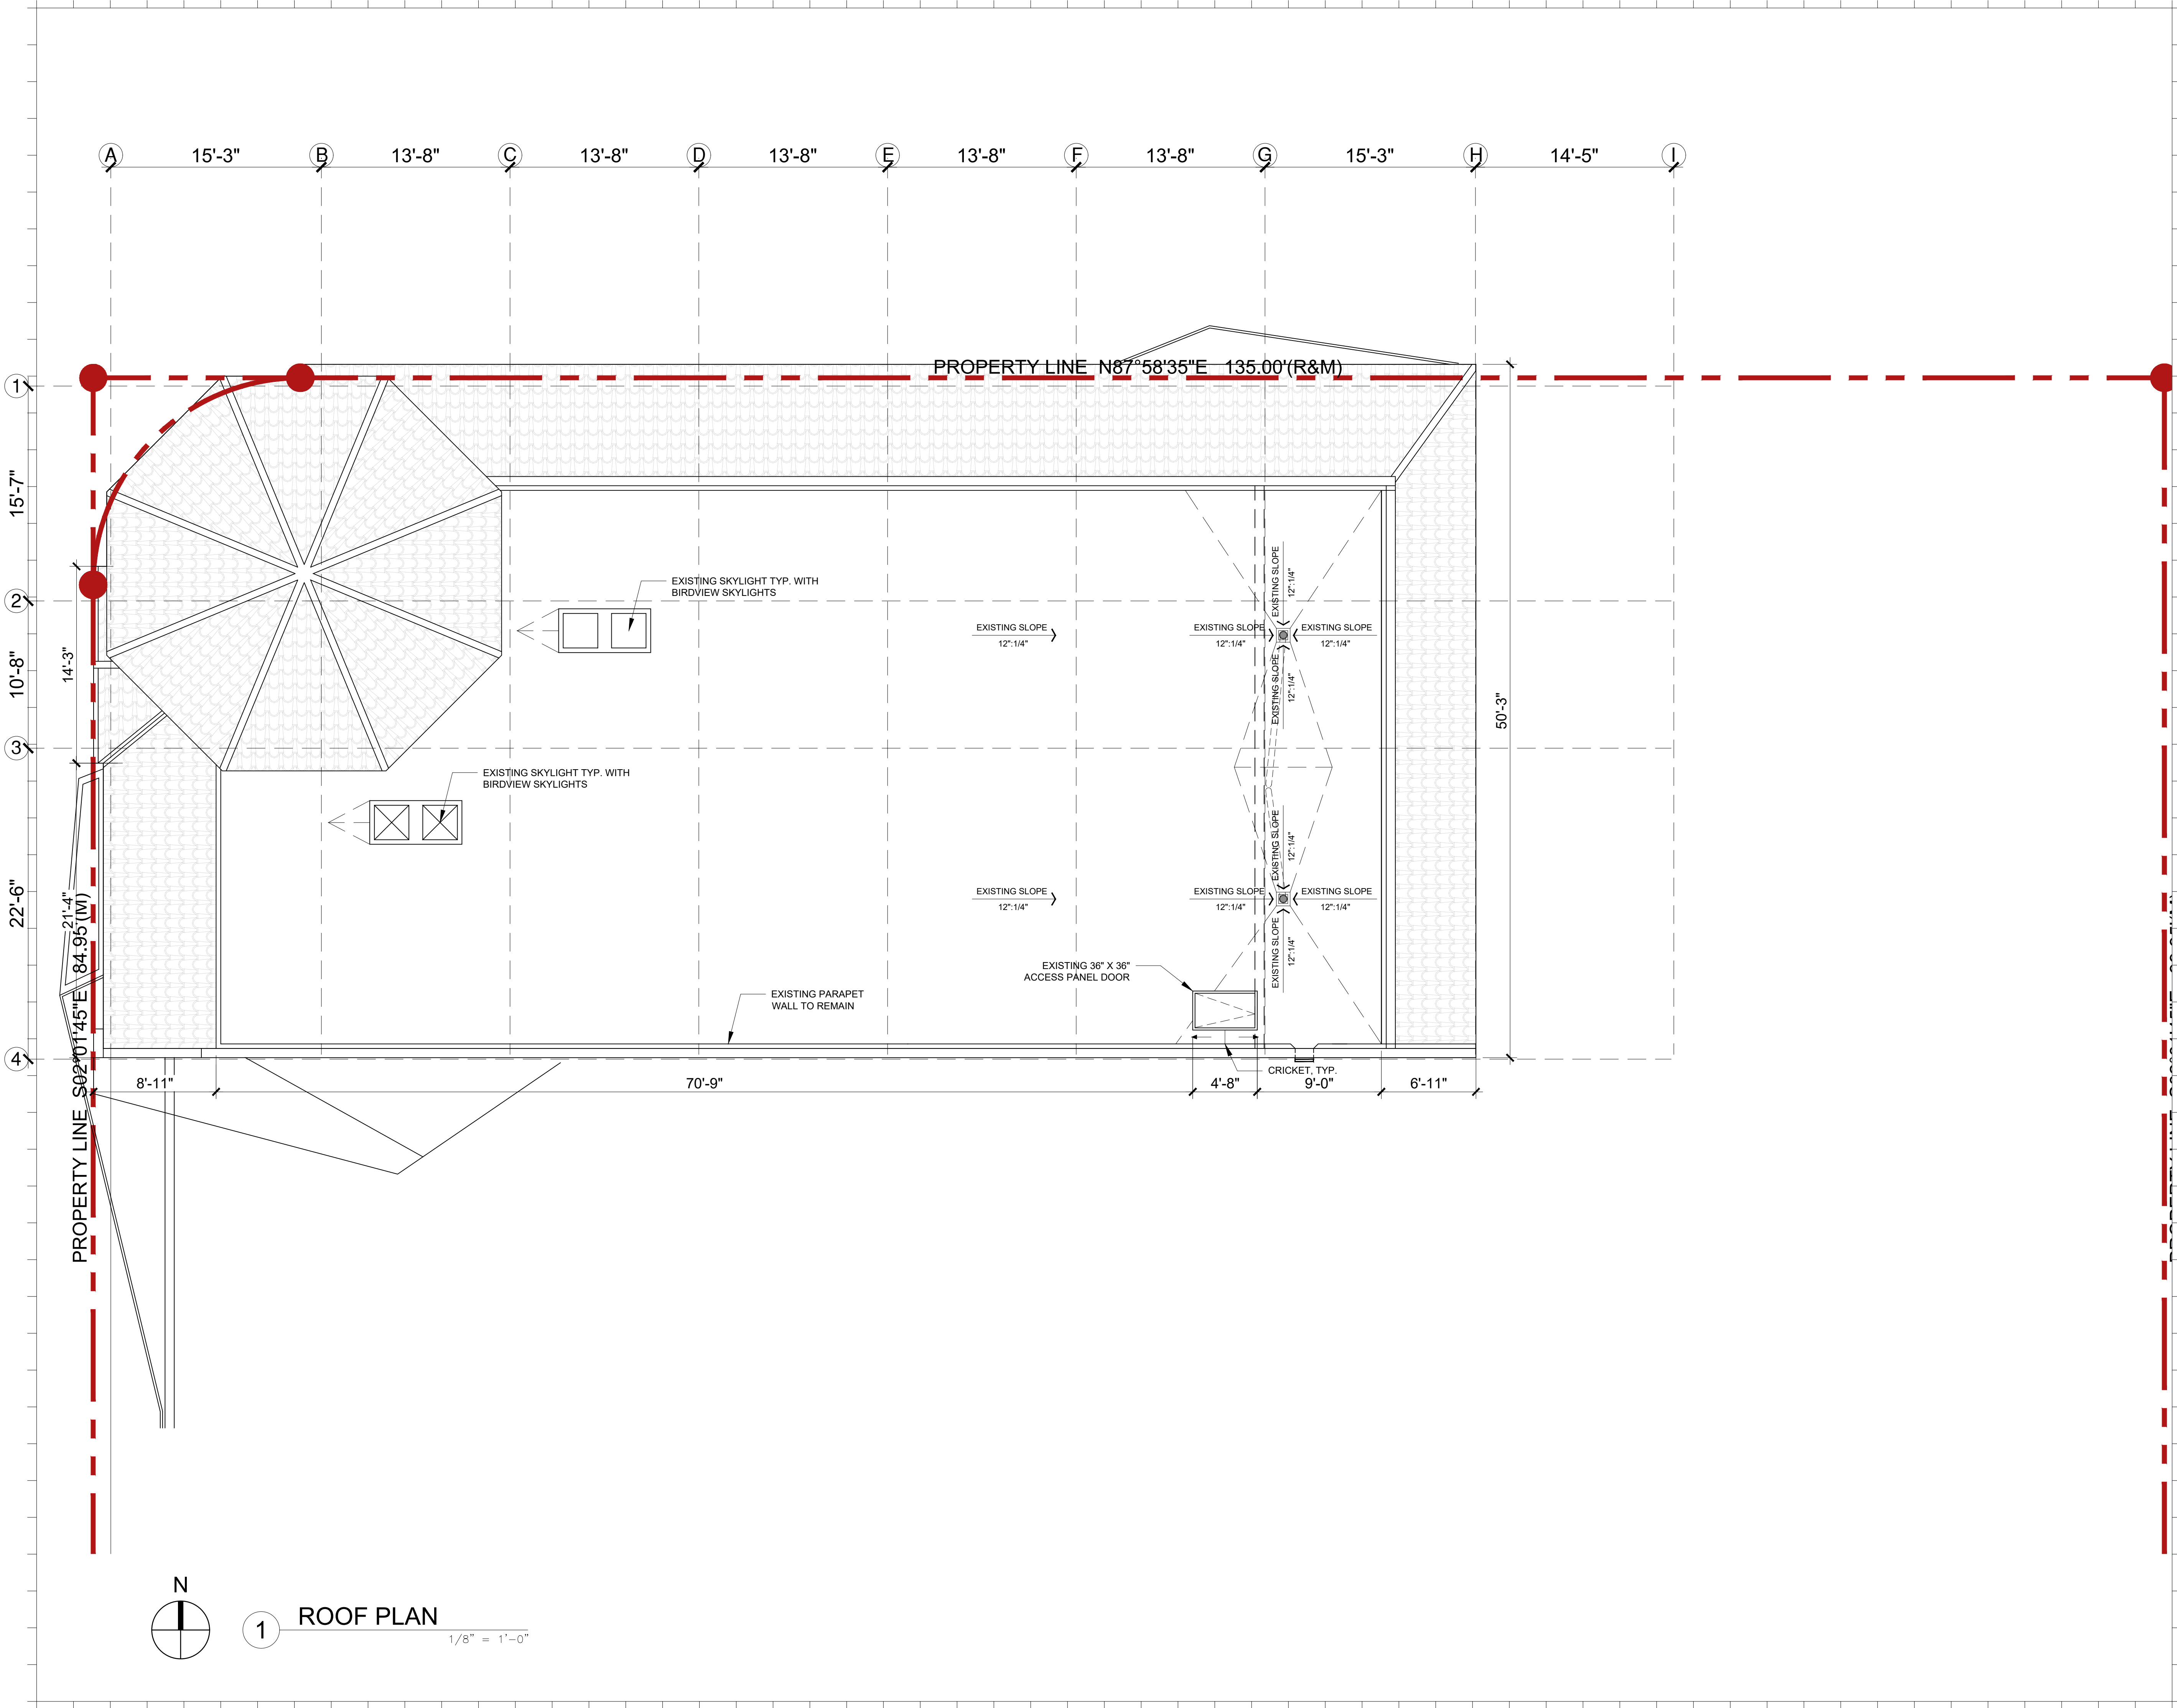 A
15'-3"
B
13'-8"
C
13'-8"
D
13'-8"
E
13'-8"
F
13'-8"
G
15'-3"
H
14'-5"
I
PROPERTY LINE N87°58'35"E 135.00'(R&M)
1
15'-7"
2
10'-8"
3
22'-6"
4
14'-3"
21'-4"
PROPERTY LINE S02°01'45"E 84.95'(M)
50'-3"
EXISTING SKYLIGHT TYP. WITH
BIRDVIEW SKYLIGHTS
EXISTING SKYLIGHT TYP. WITH
BIRDVIEW SKYLIGHTS
EXISTING SLOPE
12":1/4"
EXISTING SLOPE
12":1/4"
EXISTING SLOPE
12":1/4"
EXISTING SLOPE
12":1/4"
EXISTING SLOPE
12":1/4"
EXISTING SLOPE
12":1/4"
EXISTING SLOPE
12":1/4"
EXISTING SLOPE
12":1/4"
EXISTING SLOPE
12":1/4"
EXISTING SLOPE
12":1/4"
EXISTING 36" X 36"
ACCESS PANEL DOOR
EXISTING PARAPET
WALL TO REMAIN
CRICKET, TYP.
8'-11"
70'-9"
4'-8"
9'-0"
6'-11"
N
1
ROOF PLAN
1/8" = 1'-0"